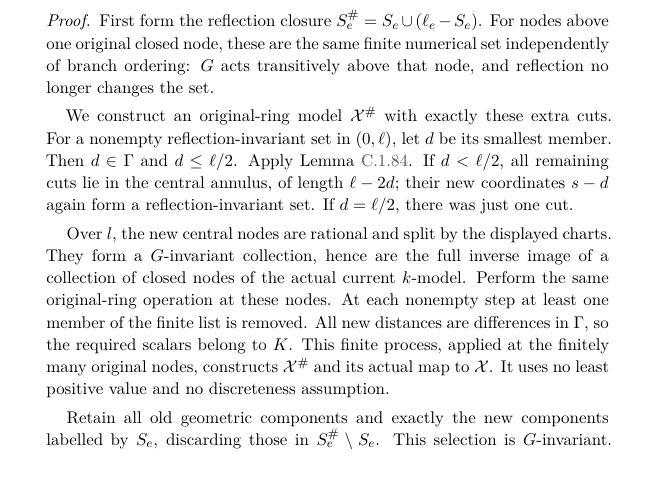 Proof. First form the reflection closure S_e^# = S_e ∪ (ℓ_e − S_e). For nodes above
one original closed node, these are the same finite numerical set independently
of branch ordering: G acts transitively above that node, and reflection no
longer changes the set.
We construct an original-ring model 𝒳^# with exactly these extra cuts.
For a nonempty reflection-invariant set in (0, ℓ), let d be its smallest member.
Then d ∈ Γ and d ≤ ℓ/2. Apply Lemma C.1.84. If d < ℓ/2, all remaining
cuts lie in the central annulus, of length ℓ − 2d; their new coordinates s − d
again form a reflection-invariant set. If d = ℓ/2, there was just one cut.
Over l, the new central nodes are rational and split by the displayed charts.
They form a G-invariant collection, hence are the full inverse image of a
collection of closed nodes of the actual current k-model. Perform the same
original-ring operation at these nodes. At each nonempty step at least one
member of the finite list is removed. All new distances are differences in Γ, so
the required scalars belong to K. This finite process, applied at the finitely
many original nodes, constructs 𝒳^# and its actual map to 𝒳. It uses no least
positive value and no discreteness assumption.
Retain all old geometric components and exactly the new components
labelled by S_e, discarding those in S_e^# \ S_e. This selection is G-invariant.